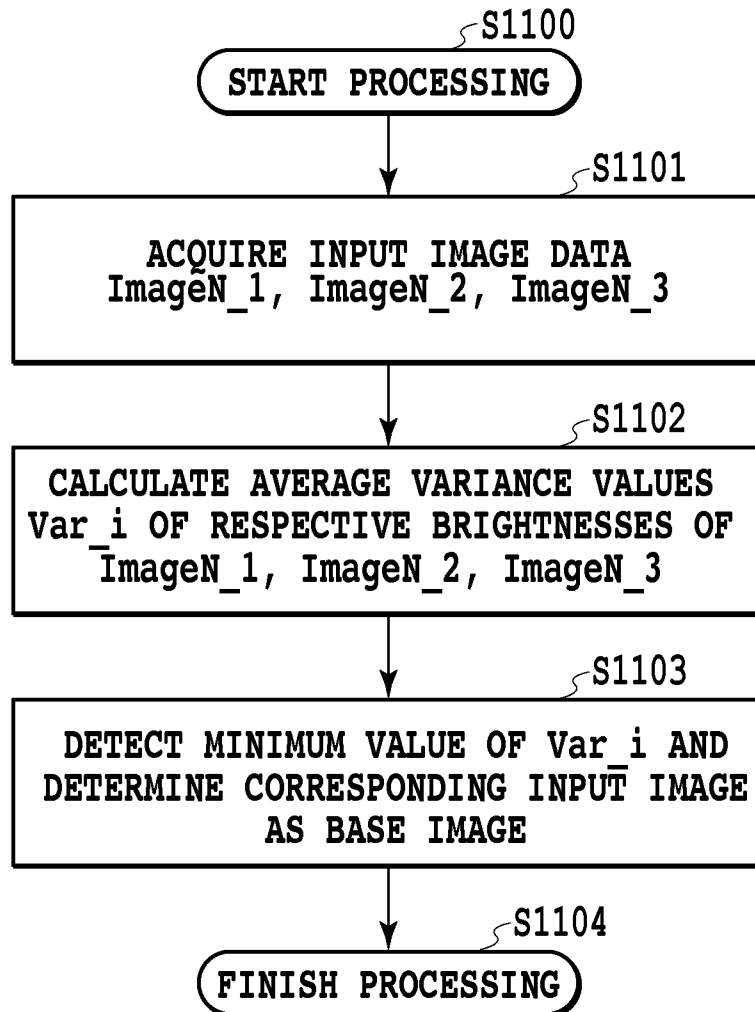 S1100
START PROCESSING
S1101
ACQUIRE INPUT IMAGE DATA
ImageN_1, ImageN_2, ImageN_3
S1102
CALCULATE AVERAGE VARIANCE VALUES
Var_i OF RESPECTIVE BRIGHTNESSES OF
ImageN_1, ImageN_2, ImageN_3
S1103
DETECT MINIMUM VALUE OF Var_i AND
DETERMINE CORRESPONDING INPUT IMAGE
AS BASE IMAGE
S1104
FINISH PROCESSING